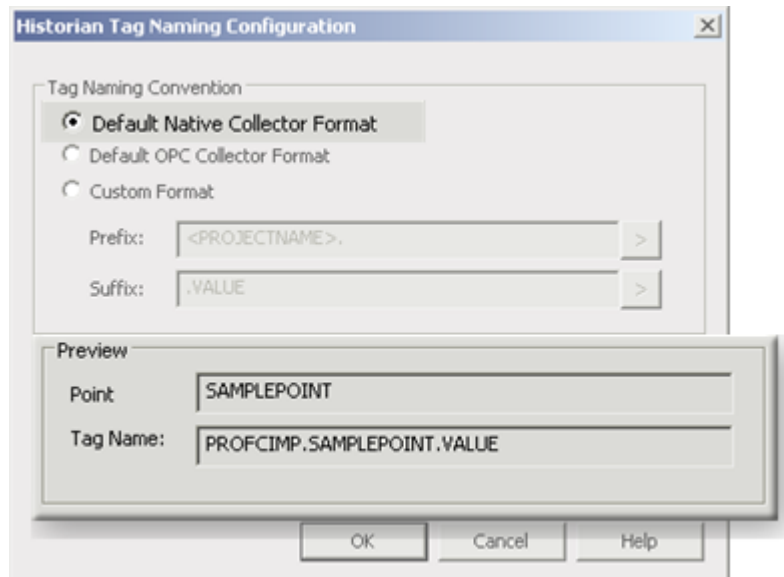 Historian Tag Naming Configuration
Tag Naming Convention
Default Native Collector Format
Default OPC Collector Format
Custom Format
Prefix: <PROJECTNAME>. >
Suffix: .VALUE >
Preview
Point SAMPLEPOINT
Tag Name: PROFCIMP.SAMPLEPOINT.VALUE
OK Cancel Help